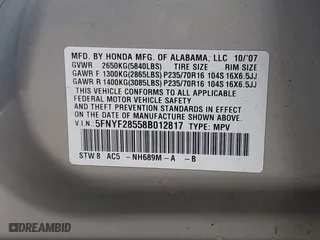 MFD. BY HONDA MFG. OF ALABAMA, LLC 10/'07
GVWR 2650KG(5840LBS)
GAWR F 1300KG(2865LBS) P235/70R16 104S 16X6.5JJ
GAWR R 1400KG(3085LBS) P235/70R16 104S 16X6.5JJ
THIS VEHICLE CONFORMS TO ALL APPLICABLE
FEDERAL MOTOR VEHICLE SAFETY AND THEFT
PREVENTION STANDARDS IN EFFECT ON THE
DATE OF MANUFACTURE SHOWN ABOVE.
V.I.N. 5FNYF28558B012817 TYPE: MPV
STW 8 AC5 -NH689M-A -B
DREAMBID